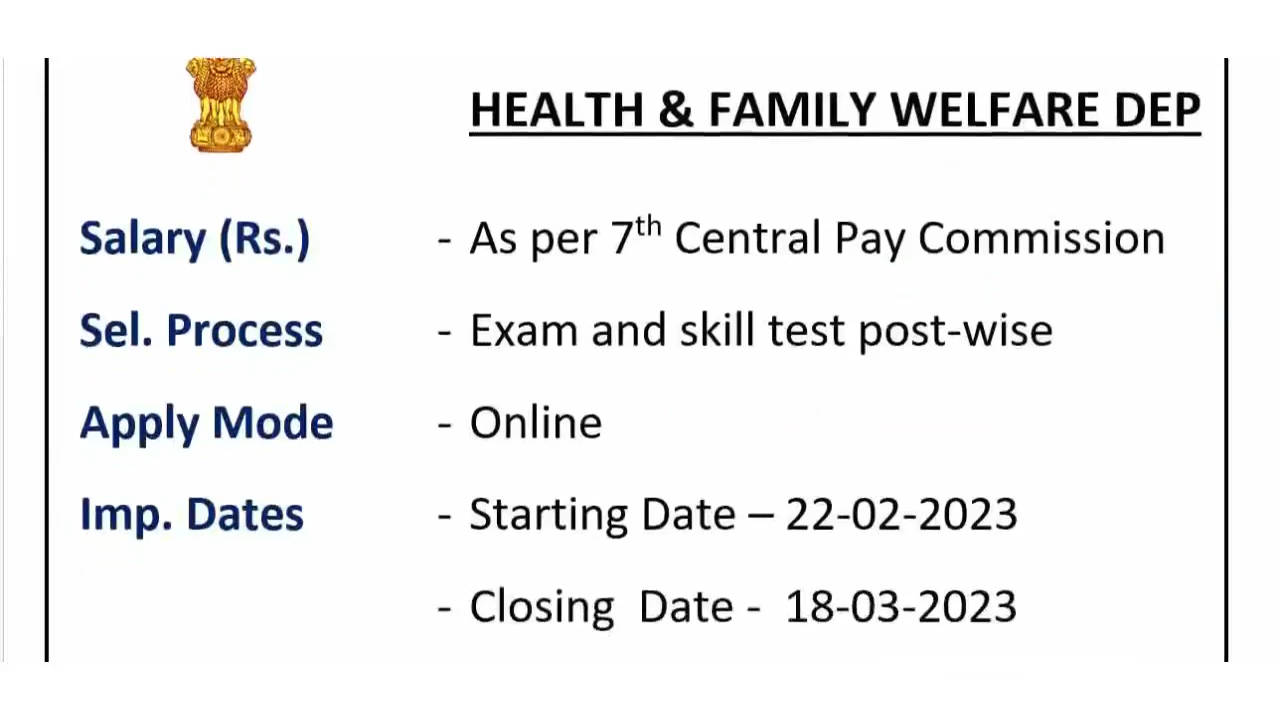 HEALTH & FAMILY WELFARE DEP
Salary (Rs.) - As per 7th Central Pay Commission
Sel. Process - Exam and skill test post-wise
Apply Mode - Online
Imp. Dates - Starting Date – 22-02-2023
- Closing Date - 18-03-2023